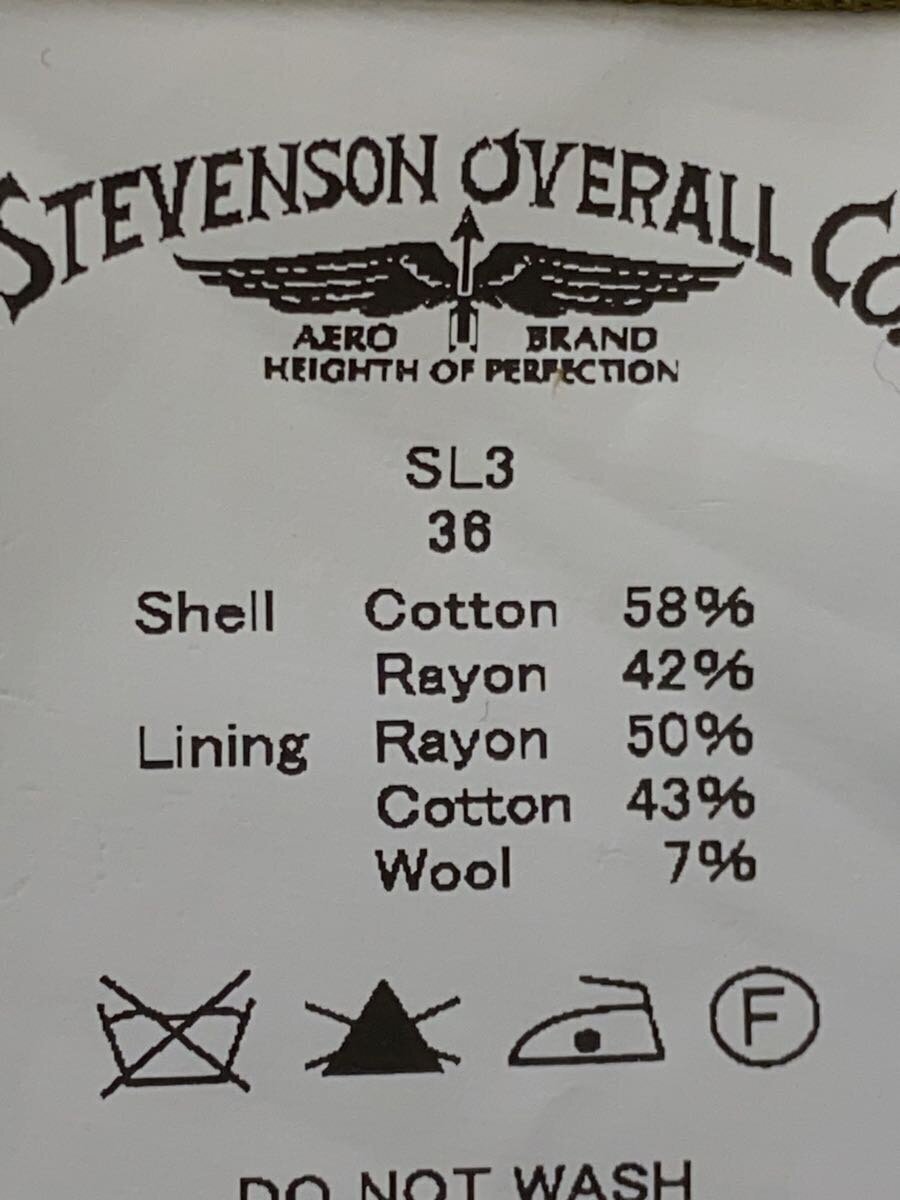 STEVENSON OVERALL CO.
AERO BRAND
HEIGHTH OF PERFECTION
SL3
36
Shell Cotton 58%
Rayon 42%
Lining Rayon 50%
Cotton 43%
Wool 7%
F
DO NOT WASH